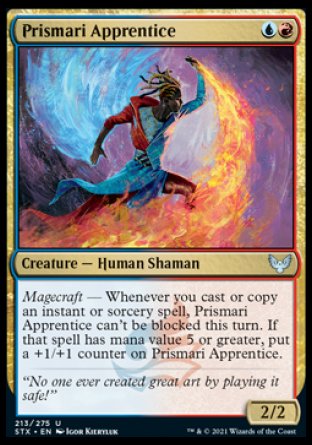 Prismari Apprentice
Creature — Human Shaman
Magecraft — Whenever you cast or copy
an instant or sorcery spell, Prismari
Apprentice can't be blocked this turn. If
that spell has mana value 5 or greater, put
a +1/+1 counter on Prismari Apprentice.
"No one ever created great art by playing it
safe!"
2/2
213/275 U
STX • EN Igor Kieryluk
™ & © 2021 Wizards of the Coast